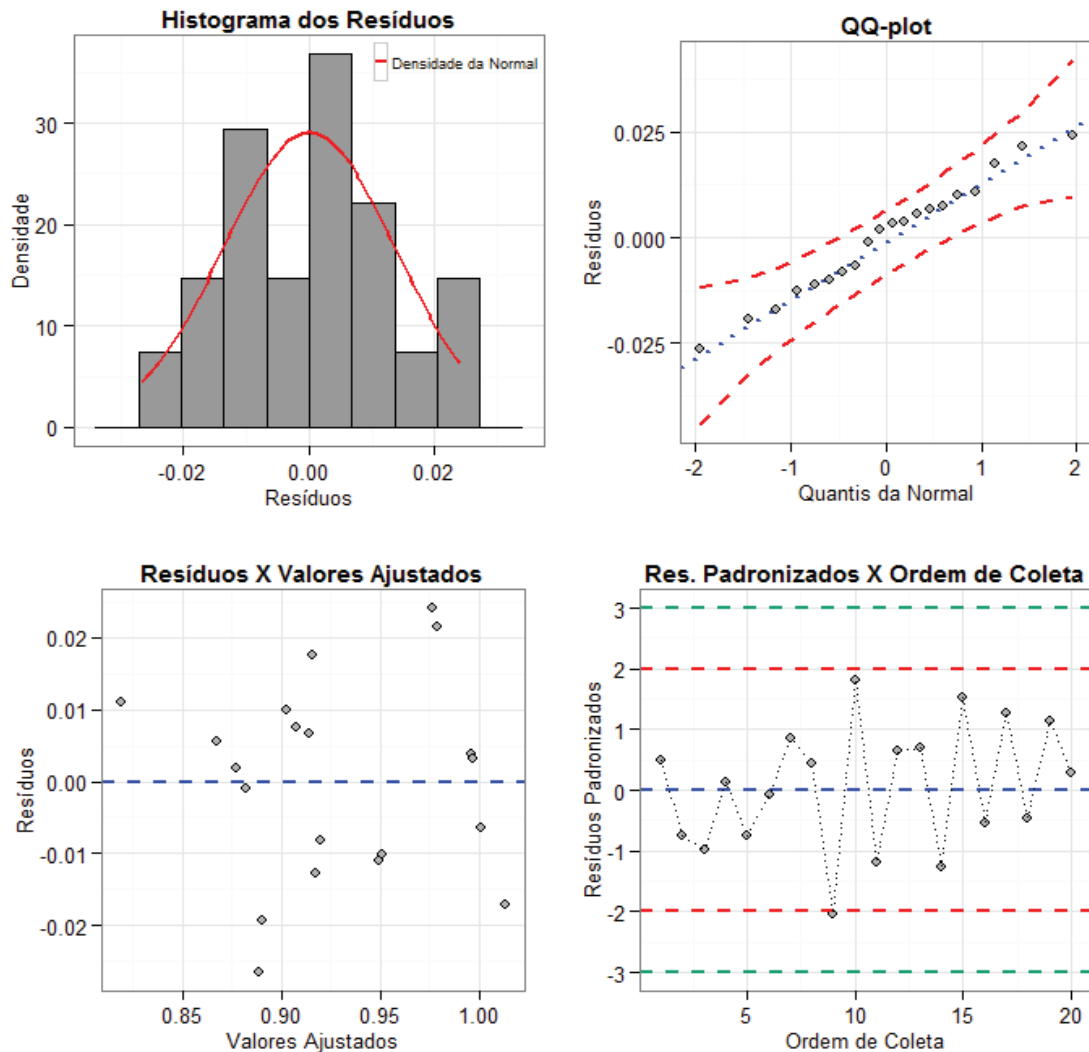 Histograma dos Resíduos
Densidade da Normal
Densidade
30
20
10
0
-0.02
0.00
0.02
Resíduos
QQ-plot
Resíduos
0.025
0.000
-0.025
-2
-1
0
1
2
Quantis da Normal
Resíduos X Valores Ajustados
Resíduos
0.02
0.01
0.00
-0.01
-0.02
0.85
0.90
0.95
1.00
Valores Ajustados
Res. Padronizados X Ordem de Coleta
Resíduos Padronizados
3
2
1
0
-1
-2
-3
5
10
15
20
Ordem de Coleta